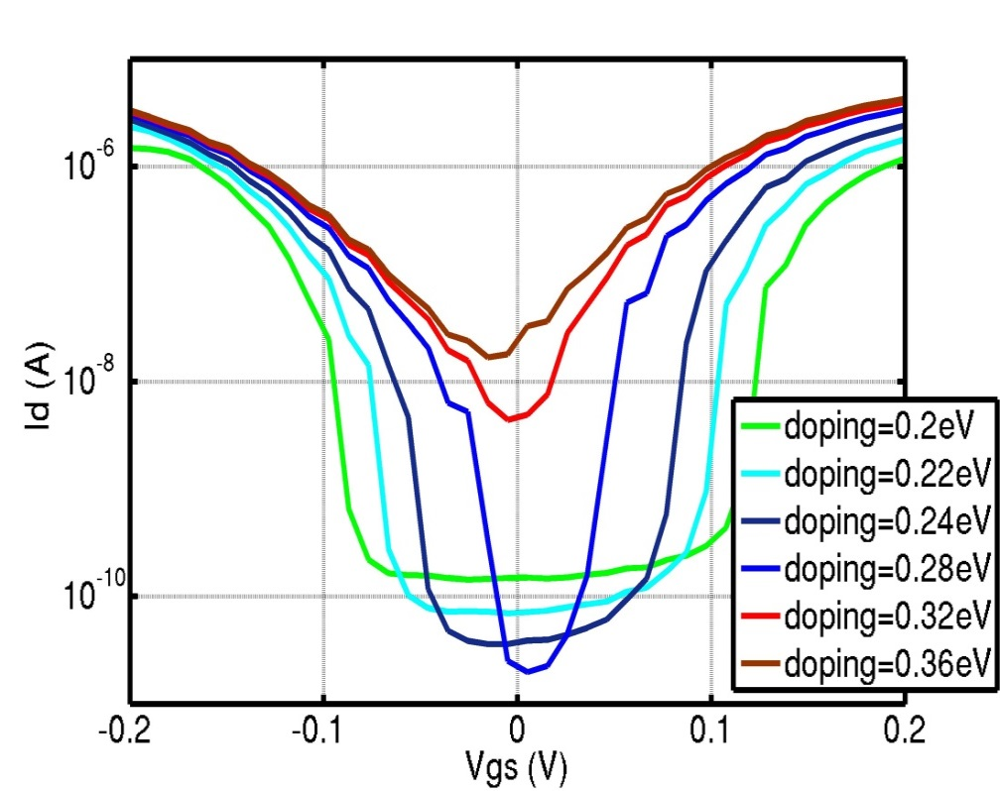 10^-6
10^-8
10^-10
Id (A)
-0.2
-0.1
0
0.1
0.2
Vgs (V)
doping=0.2eV
doping=0.22eV
doping=0.24eV
doping=0.28eV
doping=0.32eV
doping=0.36eV